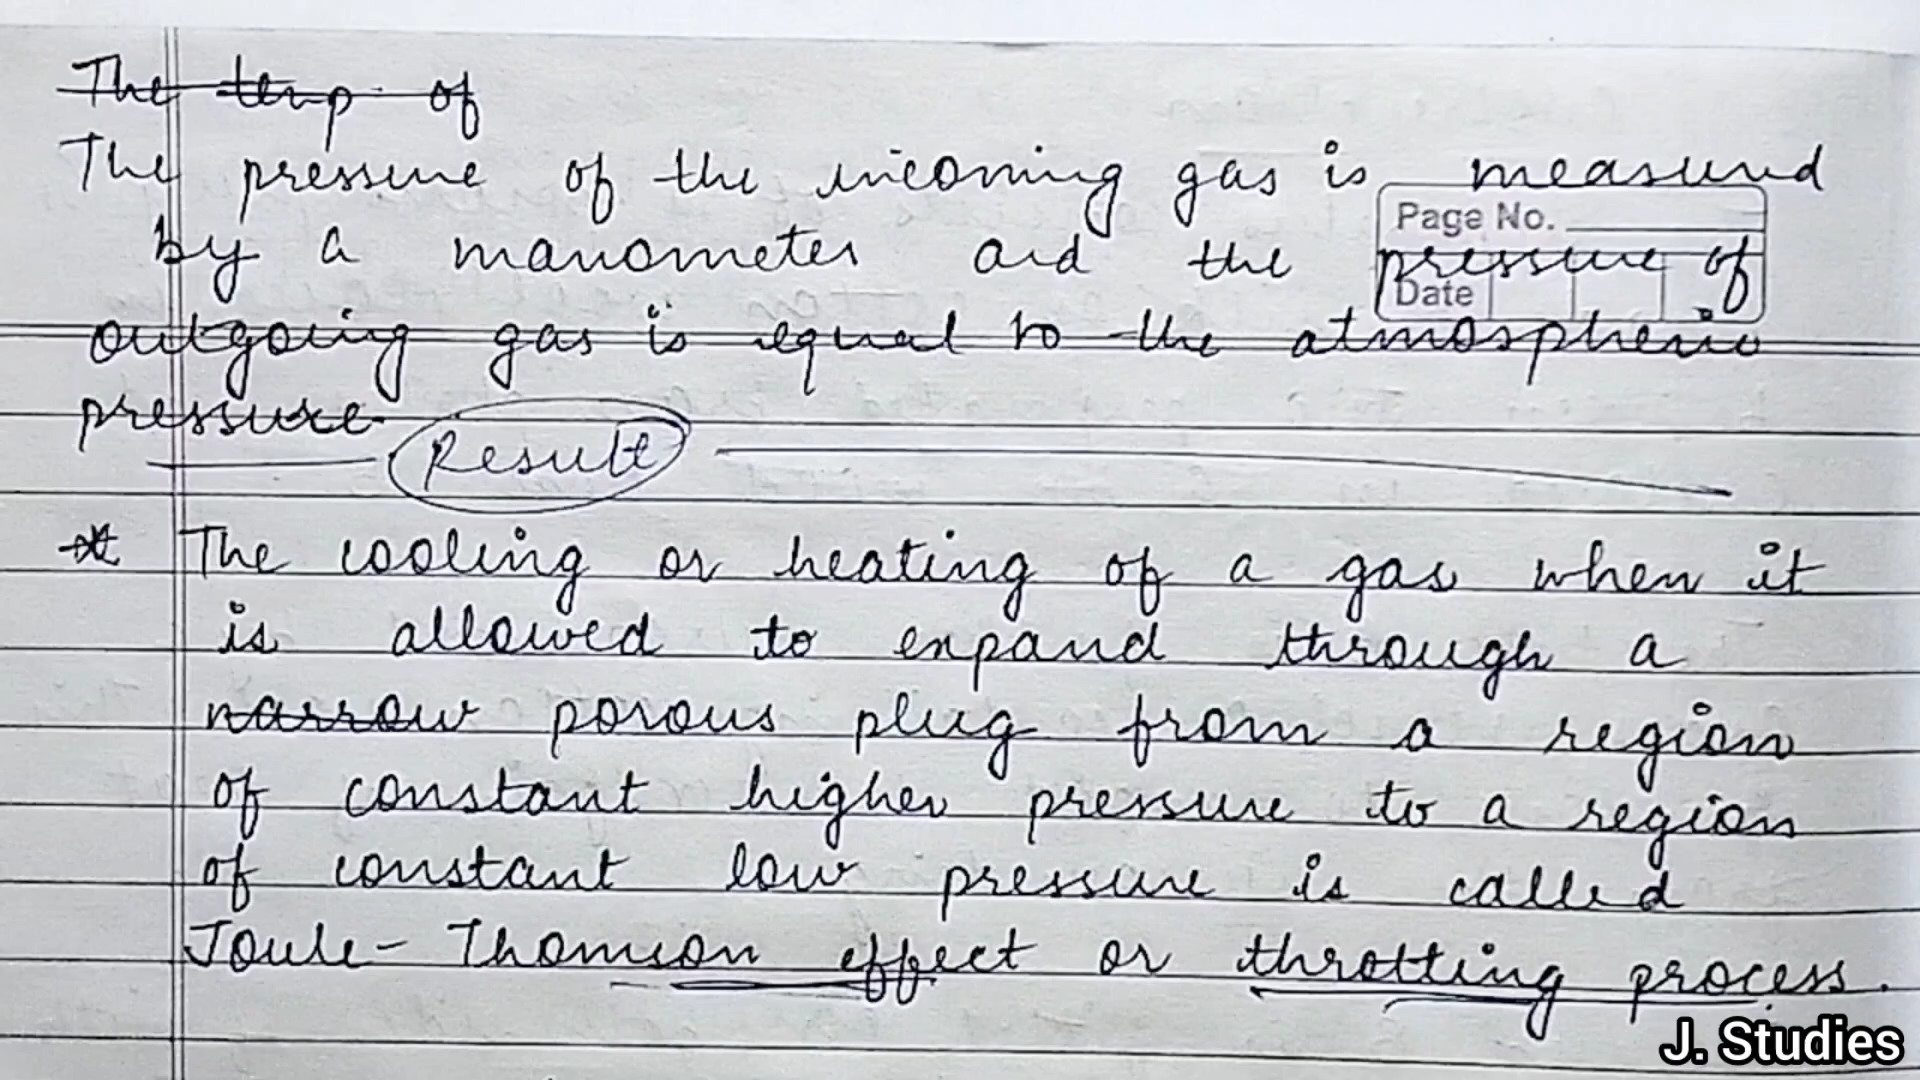 The temp of
The pressure of the incoming gas is measured
Page No.
by a manometer and the pressure of
Date
outgoing gas is equal to the atmospheric
pressure.
Result
* The cooling or heating of a gas when it
is allowed to expand through a
narrow porous plug from a region
of constant higher pressure to a region
of constant low pressure is called
Joule-Thomson effect or throtting process.
J. Studies